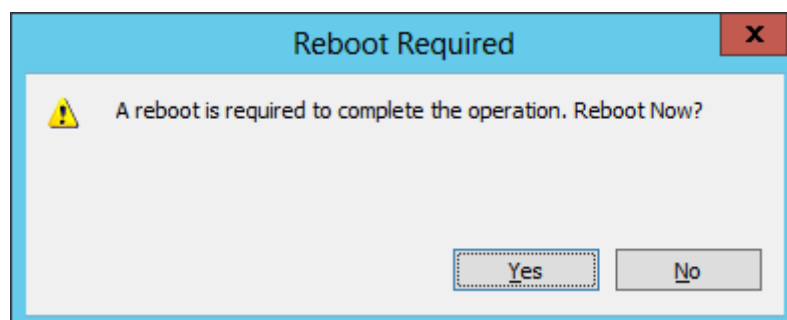 Reboot Required
X
A reboot is required to complete the operation. Reboot Now?
Yes
No